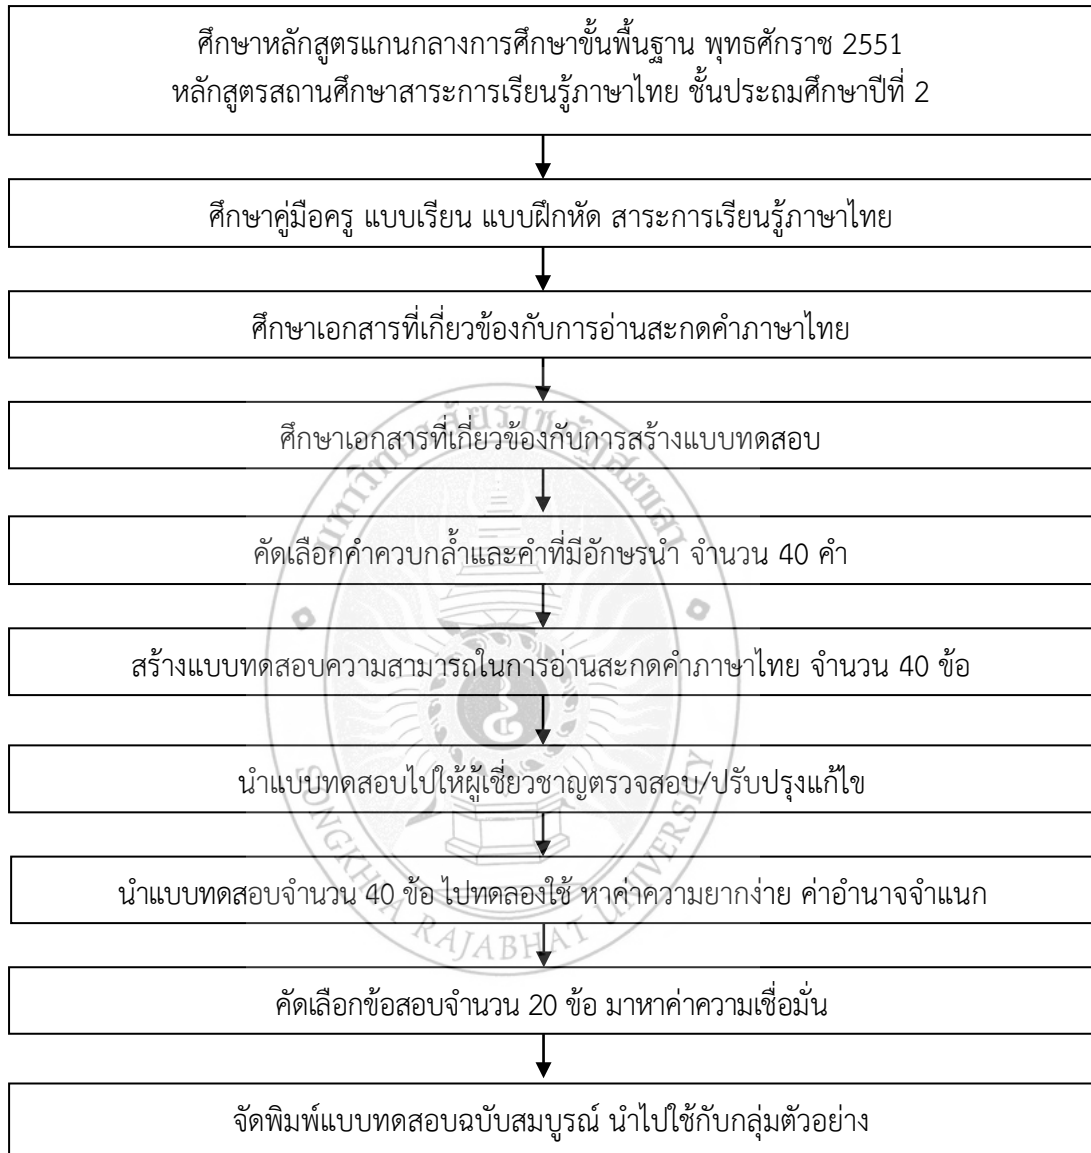 ศึกษาหลักสูตรแกนกลางการศึกษาขั้นพื้นฐาน พุทธศักราช 2551
หลักสูตรสถานศึกษาสาระการเรียนรู้ภาษาไทย ชั้นประถมศึกษาปีที่ 2
ศึกษาคู่มือครู แบบเรียน แบบฝึกหัด สาระการเรียนรู้ภาษาไทย
ศึกษาเอกสารที่เกี่ยวข้องกับการอ่านสะกดคำภาษาไทย
มหาวิทยาลัยราชภัฏสงขลา
ศึกษาเอกสารที่เกี่ยวข้องกับการสร้างแบบทดสอบ
คัดเลือกคำควบกล้ำและคำที่มีอักษรนำ จำนวน 40 คำ
สร้างแบบทดสอบความสามารถในการอ่านสะกดคำภาษาไทย จำนวน 40 ข้อ
นำแบบทดสอบไปให้ผู้เชี่ยวชาญตรวจสอบ/ปรับปรุงแก้ไข
นำแบบทดสอบจำนวน 40 ข้อ ไปทดลองใช้ หาค่าความยากง่าย ค่าอำนาจจำแนก
SONGKHLA RAJABHAT UNIVERSITY
คัดเลือกข้อสอบจำนวน 20 ข้อ มาหาค่าความเชื่อมั่น
จัดพิมพ์แบบทดสอบฉบับสมบูรณ์ นำไปใช้กับกลุ่มตัวอย่าง